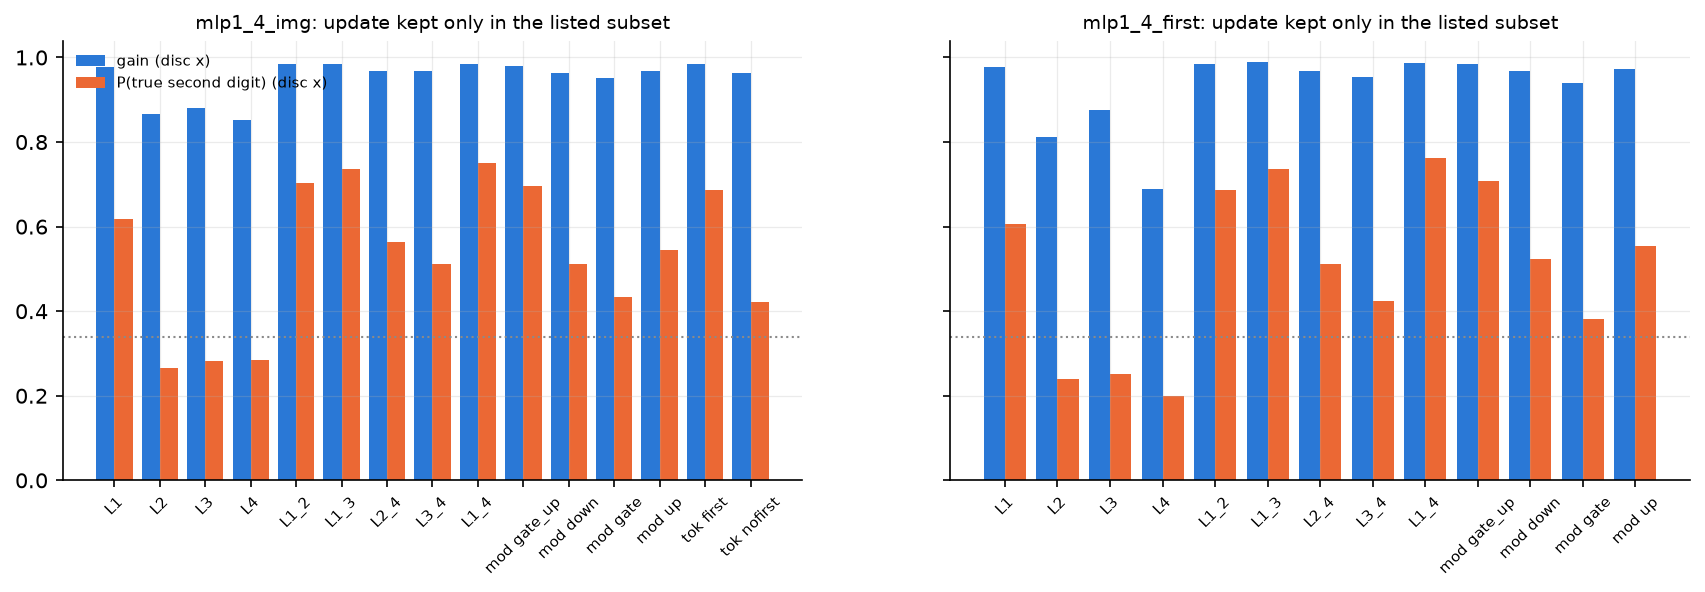 mlp1_4_img: update kept only in the listed subset
gain (disc x)
P(true second digit) (disc x)
1.0
0.8
0.6
0.4
0.2
0.0
L1
L2
L3
L4
L1_2
L1_3
L2_4
L3_4
L1_4
mod gate_up
mod down
mod gate
mod up
tok first
tok nofirst
mlp1_4_first: update kept only in the listed subset
L1
L2
L3
L4
L1_2
L1_3
L2_4
L3_4
L1_4
mod gate_up
mod down
mod gate
mod up